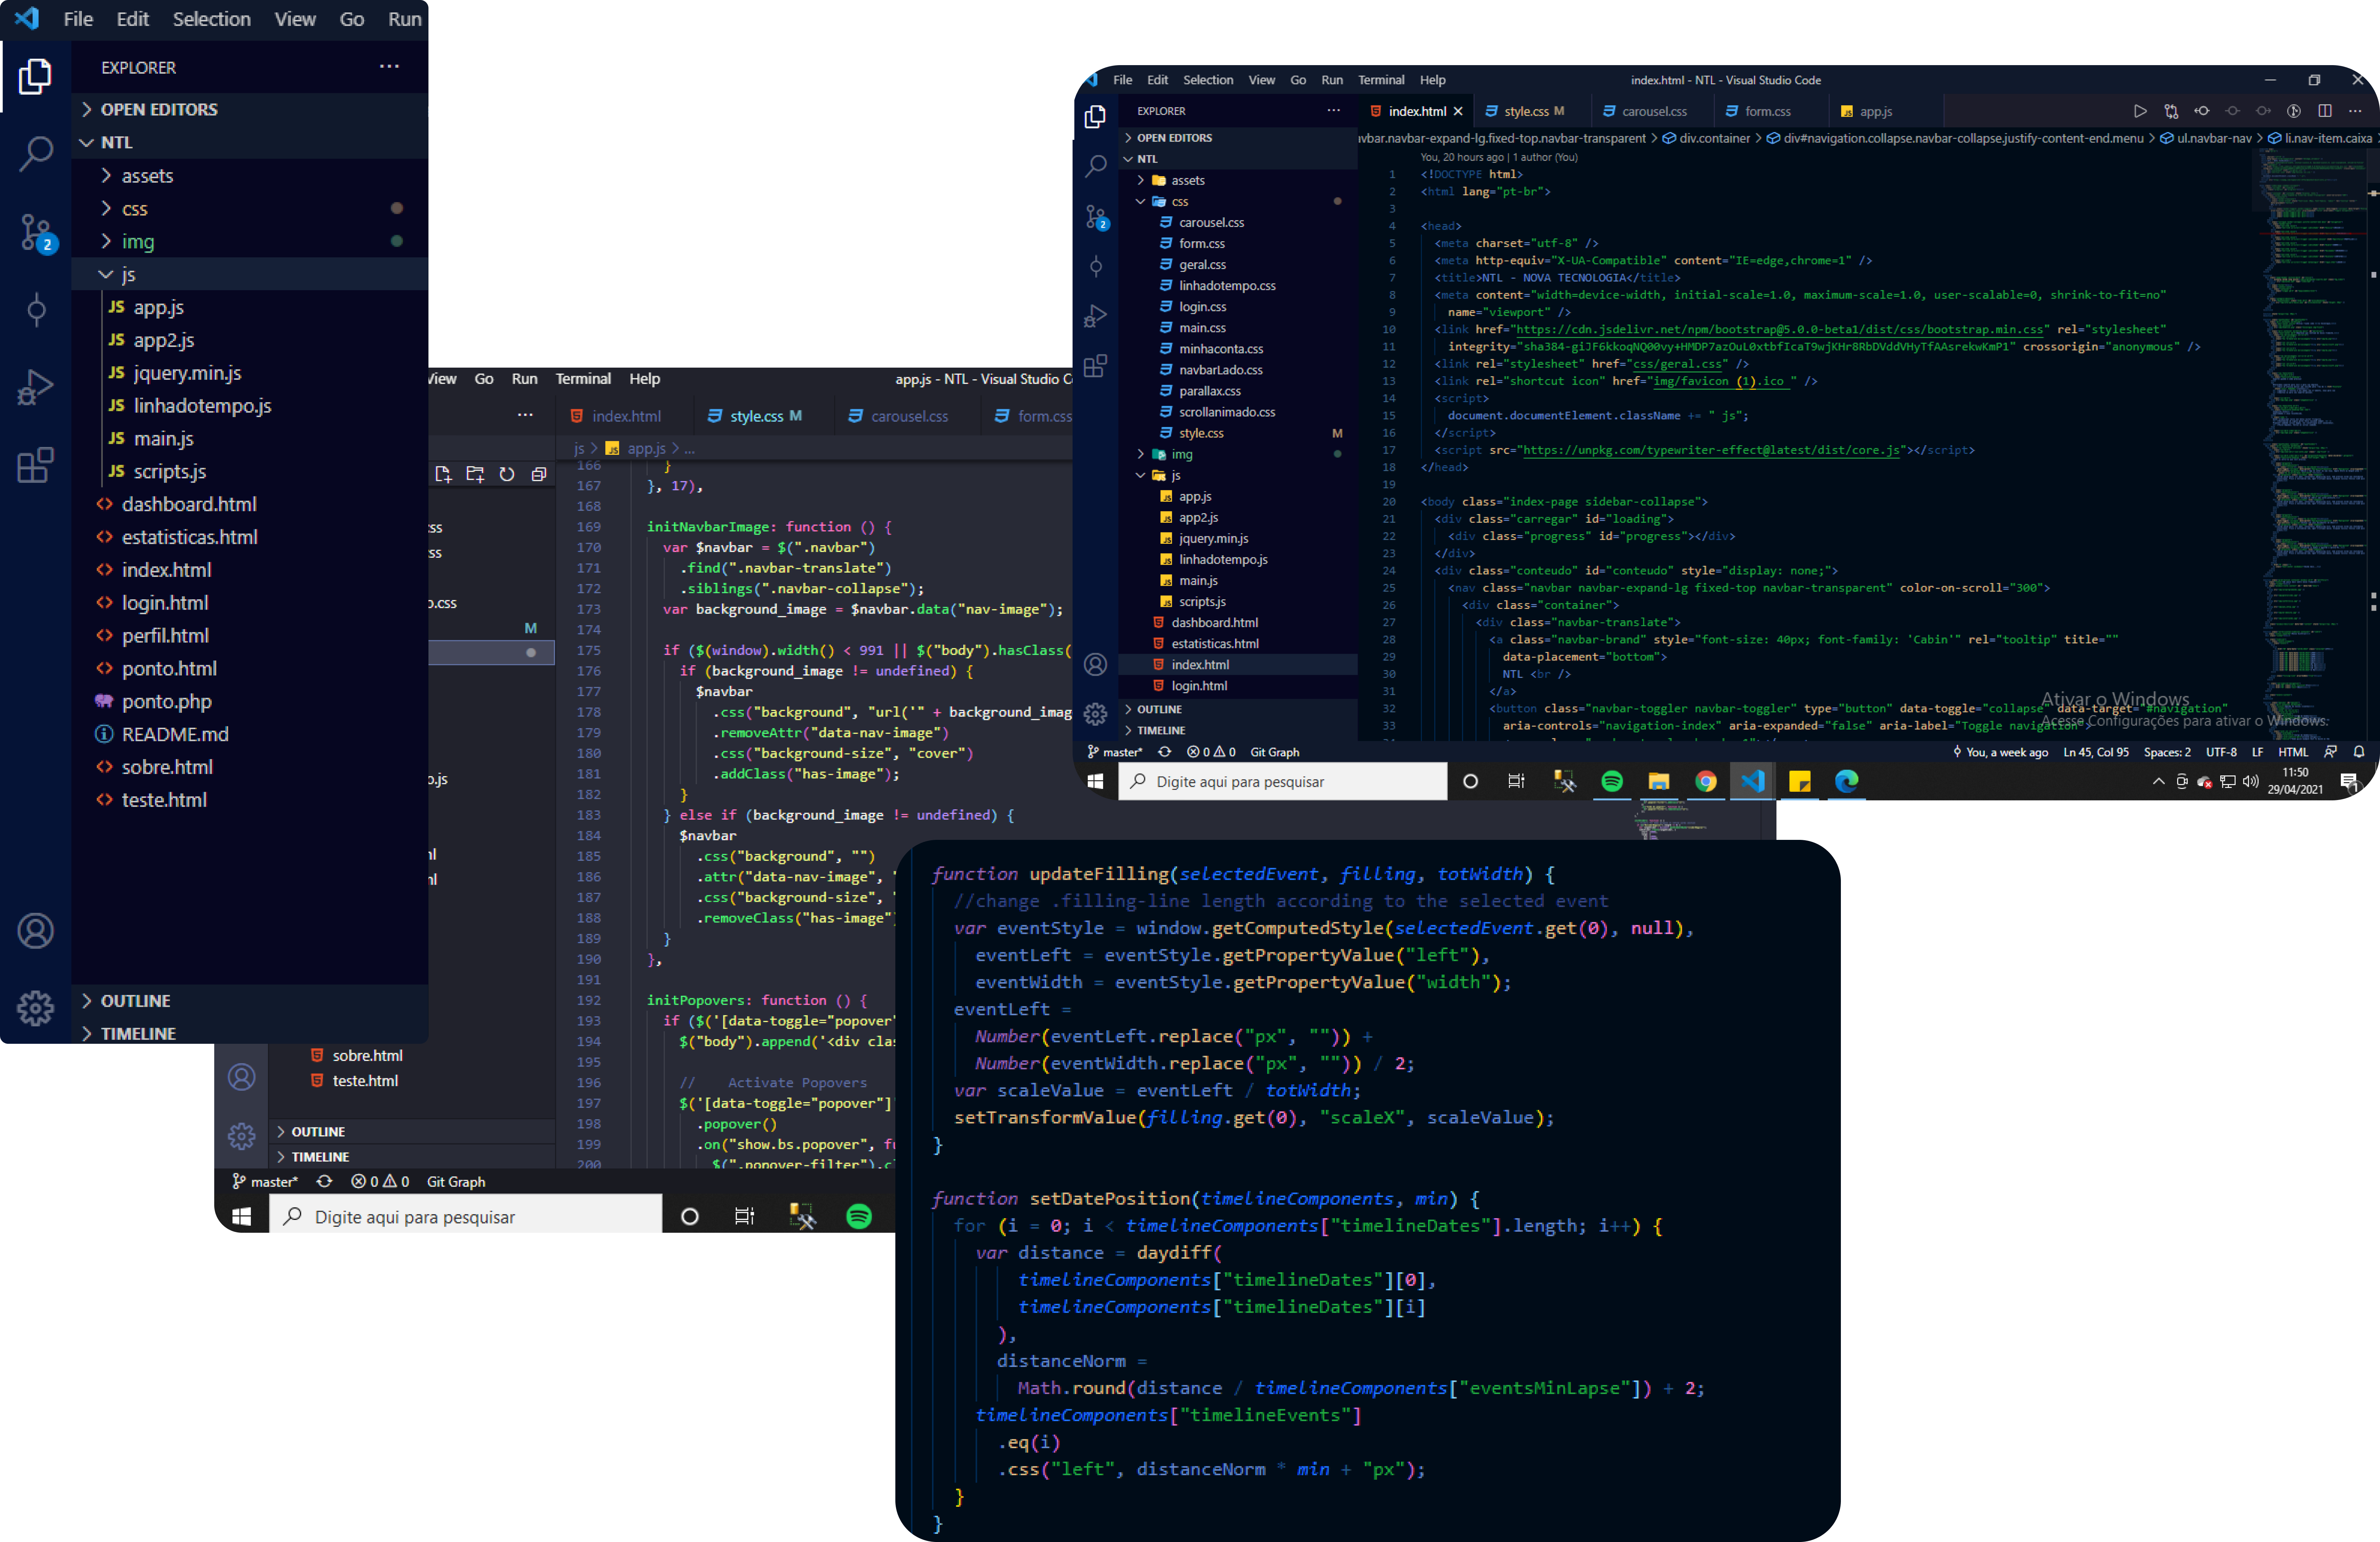 File Edit Selection View Go Run
EXPLORER ...
OPEN EDITORS
NTL
assets
css
img
js
JS app.js
JS app2.js
JS jquery.min.js
JS linhadotempo.js
JS main.js
JS scripts.js
dashboard.html
estatisticas.html
index.html
login.html
perfil.html
ponto.html
ponto.php
README.md
sobre.html
teste.html
OUTLINE
TIMELINE
2
View Go Run Terminal Help app.js - NTL - Visual Studio Co
... index.html style.css M carousel.css form.css
js > JS app.js > ...
166 }
167 }, 17),
168
169 initNavbarImage: function () {
170 var $navbar = $(".navbar")
171 .find(".navbar-translate")
172 .siblings(".navbar-collapse");
173 var background_image = $navbar.data("nav-image");
174
175 if ($(window).width() < 991 || $("body").hasClass(
176 if (background_image != undefined) {
177 $navbar
178 .css("background", "url('" + background_imag
179 .removeAttr("data-nav-image")
180 .css("background-size", "cover")
181 .addClass("has-image");
182 }
183 } else if (background_image != undefined) {
184 $navbar
185 .css("background", "")
186 .attr("data-nav-image", "
187 .css("background-size", "
188 .removeClass("has-image")
189 }
190 },
191
192 initPopovers: function () {
193 if ($('[data-toggle="popover"
194 $("body").append('<div clas
195
196 // Activate Popovers
197 $('[data-toggle="popover"]'
198 .popover()
199 .on("show.bs.popover", fu
200 $(".popover-filter").cl
ss
ss
o.css
M
o.js
nl
nl
sobre.html
teste.html
OUTLINE
TIMELINE
master* 0 0 Git Graph
Digite aqui para pesquisar
File Edit Selection View Go Run Terminal Help index.html - NTL - Visual Studio Code
EXPLORER ... index.html style.css M carousel.css form.css JS app.js
OPEN EDITORS
NTL
assets
css
carousel.css
form.css
geral.css
linhadotempo.css
login.css
main.css
minhaconta.css
navbarLado.css
parallax.css
scrollanimado.css
style.css M
img
js
JS app.js
JS app2.js
JS jquery.min.js
JS linhadotempo.js
JS main.js
JS scripts.js
dashboard.html
estatisticas.html
index.html
login.html
OUTLINE
TIMELINE
2
avbar.navbar-expand-lg.fixed-top.navbar-transparent > div.container > div#navigation.collapse.navbar-collapse.justify-content-end.menu > ul.navbar-nav > li.nav-item.caixa
You, 20 hours ago | 1 author (You)
1 <!DOCTYPE html>
2 <html lang="pt-br">
3
4 <head>
5 <meta charset="utf-8" />
6 <meta http-equiv="X-UA-Compatible" content="IE=edge,chrome=1" />
7 <title>NTL - NOVA TECNOLOGIA</title>
8 <meta content="width=device-width, initial-scale=1.0, maximum-scale=1.0, user-scalable=0, shrink-to-fit=no"
9 name="viewport" />
10 <link href="https://cdn.jsdelivr.net/npm/bootstrap@5.0.0-beta1/dist/css/bootstrap.min.css" rel="stylesheet"
11 integrity="sha384-giJF6kkoqNQ00vy+HMDP7azOuL0xtbfIcaT9wjKHr8RbDVddVHyTfAAsrekwKmP1" crossorigin="anonymous" />
12 <link rel="stylesheet" href="css/geral.css" />
13 <link rel="shortcut icon" href="img/favicon (1).ico " />
14 <script>
15 document.documentElement.className += " js";
16 </script>
17 <script src="https://unpkg.com/typewriter-effect@latest/dist/core.js"></script>
18 </head>
19
20 <body class="index-page sidebar-collapse">
21 <div class="carregar" id="loading">
22 <div class="progress" id="progress"></div>
23 </div>
24 <div class="conteudo" id="conteudo" style="display: none;">
25 <nav class="navbar navbar-expand-lg fixed-top navbar-transparent" color-on-scroll="300">
26 <div class="container">
27 <div class="navbar-translate">
28 <a class="navbar-brand" style="font-size: 40px; font-family: 'Cabin'" rel="tooltip" title=""
29 data-placement="bottom">
30 NTL <br />
31 </a>
32 <button class="navbar-toggler navbar-toggler" type="button" data-toggle="collapse" data-target="#navigation"
33 aria-controls="navigation-index" aria-expanded="false" aria-label="Toggle navigation">
Ativar o Windows
Acesse Configurações para ativar o Windows.
master* 0 0 Git Graph You, a week ago Ln 45, Col 95 Spaces: 2 UTF-8 LF HTML
Digite aqui para pesquisar 11:50
29/04/2021
1
function updateFilling(selectedEvent, filling, totWidth) {
//change .filling-line length according to the selected event
var eventStyle = window.getComputedStyle(selectedEvent.get(0), null),
eventLeft = eventStyle.getPropertyValue("left"),
eventWidth = eventStyle.getPropertyValue("width");
eventLeft =
Number(eventLeft.replace("px", "")) +
Number(eventWidth.replace("px", "")) / 2;
var scaleValue = eventLeft / totWidth;
setTransformValue(filling.get(0), "scaleX", scaleValue);
}
function setDatePosition(timelineComponents, min) {
for (i = 0; i < timelineComponents["timelineDates"].length; i++) {
var distance = daydiff(
timelineComponents["timelineDates"][0],
timelineComponents["timelineDates"][i]
),
distanceNorm =
Math.round(distance / timelineComponents["eventsMinLapse"]) + 2;
timelineComponents["timelineEvents"]
.eq(i)
.css("left", distanceNorm * min + "px");
}
}